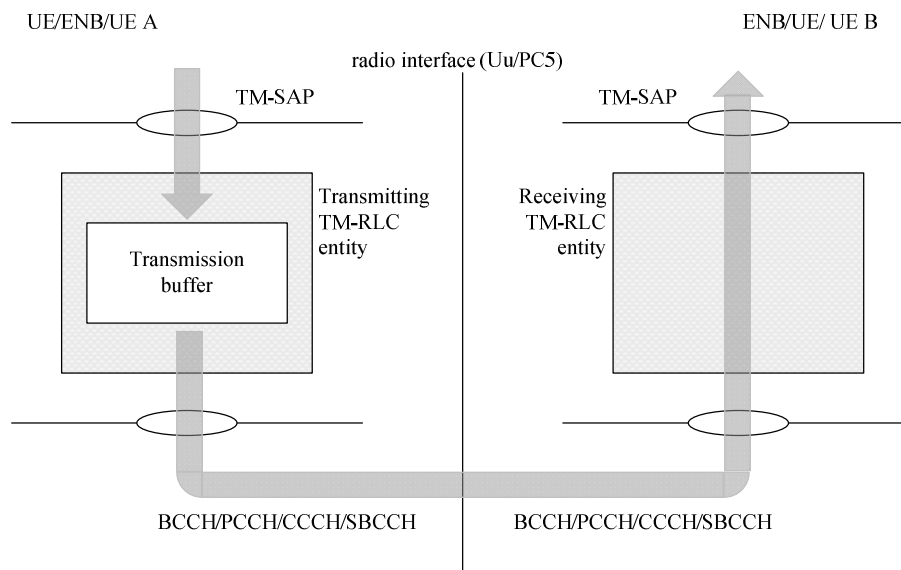 UE/ENB/UE A
ENB/UE/ UE B
radio interface (Uu/PC5)
TM-SAP
TM-SAP
Transmitting
TM-RLC
entity
Receiving
TM-RLC
entity
Transmission
buffer
BCCH/PCCH/CCCH/SBCCH
BCCH/PCCH/CCCH/SBCCH